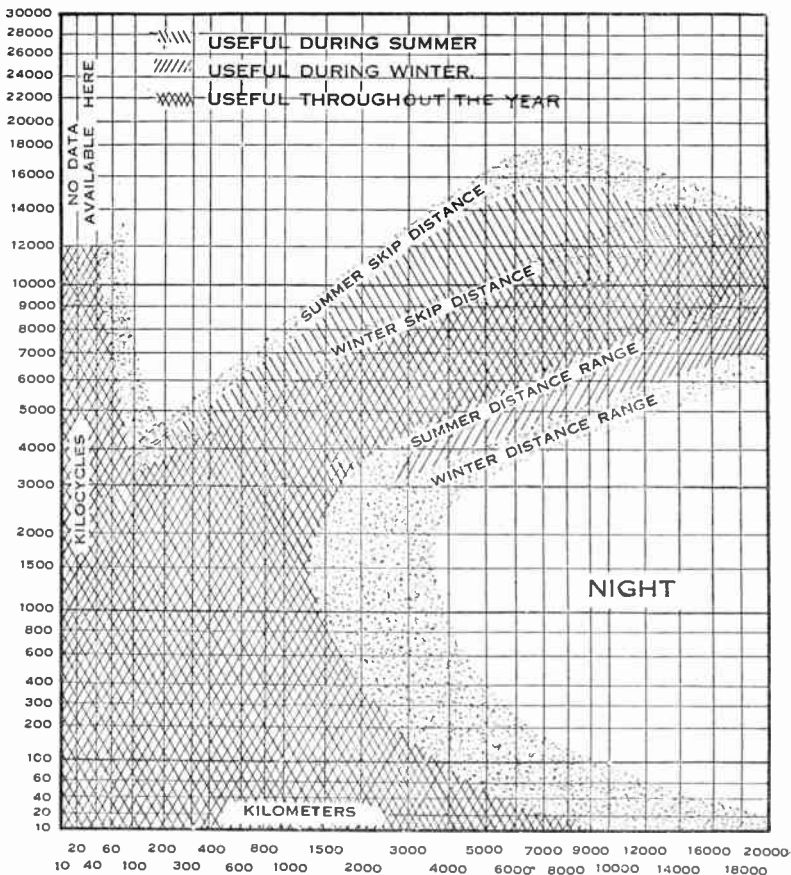 30000
28000
26000
24000
22000
20000
18000
16000
14000
12000
10000
9000
8000
7000
6000
5000
4000
3000
2000
1500
1000
800
600
400
300
200
100
60
40
20
10
USEFUL DURING SUMMER
USEFUL DURING WINTER.
USEFUL THROUGHOUT THE YEAR
NO DATA
AVAILABLE HERE
SUMMER SKIP DISTANCE
WINTER SKIP DISTANCE
SUMMER DISTANCE RANGE
WINTER DISTANCE RANGE
KILOCYCLES
NIGHT
KILOMETERS
20 60 200 400 800 1500 3000 5000 7000 9000 12000 16000 20000
10 40 100 300 600 1000 2000 4000 6000 8000 14000 18000